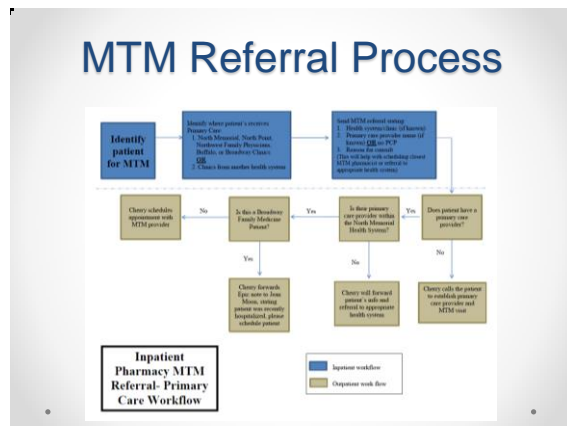 MTM Referral Process
Identify
patient
for MTM
Identify where patient's receives
Primary Care:
1. North Memorial, North Point,
Northwest Family Physicians,
Buffalo, or Broadway Clinics
OR
2. Clinics from another health system
Send MTM referral stating:
1. Health system/clinic (if known)
2. Primary care provider name (if
known) OR no PCP
3. Reason for consult
(This will help with scheduling closest
MTM pharmacist or referral to
appropriate health system)
Cherry schedules
appointment with
MTM provider
No
Is this a Broadway
Family Medicine
Patient?
Yes
Is their primary
care provider within
the North Memorial
Health System?
Yes
Does patient have a
primary care
provider?
Yes
No
No
Cherry forwards
Epic note to Jean
Moon, stating
patient was recently
hospitalized, please
schedule patient
Cherry will forward
patient's info and
referral to appropriate
health system
Cherry calls the patient
to establish primary
care provider and
MTM visit
Inpatient
Pharmacy MTM
Referral- Primary
Care Workflow
Inpatient workflow
Outpatient work flow